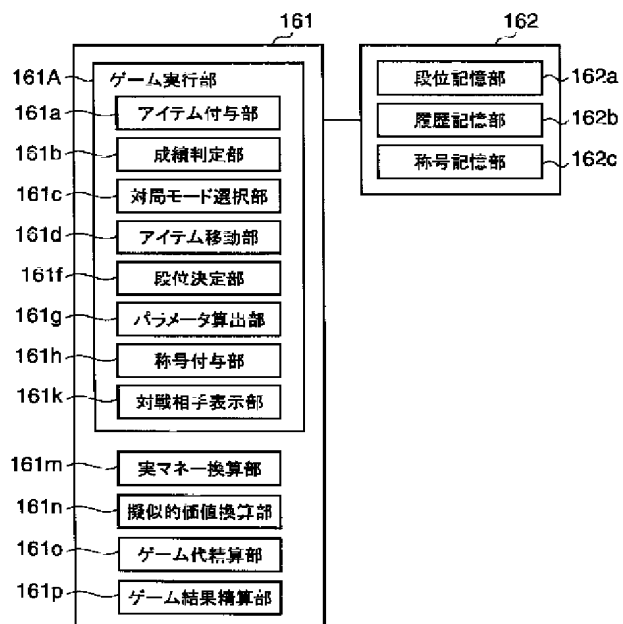 161
162
161A
ゲーム実行部
161a
アイテム付与部
161b
成績判定部
161c
対局モード選択部
161d
アイテム移動部
161f
段位決定部
161g
パラメータ算出部
161h
称号付与部
161k
対戦相手表示部
161m
実マネー換算部
161n
擬似的価値換算部
161o
ゲーム代精算部
161p
ゲーム結果精算部
段位記憶部
162a
履歴記憶部
162b
称号記憶部
162c